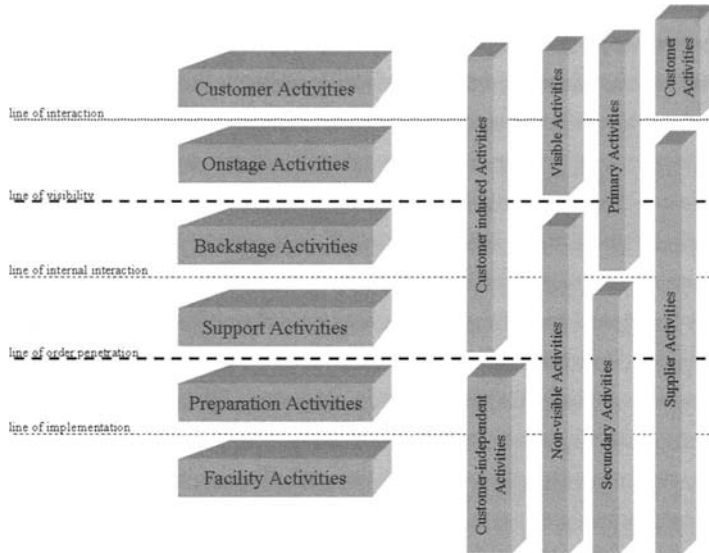 Customer Activities
line of interaction
Onstage Activities
line of visibility
Backstage Activities
line of internal interaction
Support Activities
line of order penetration
Preparation Activities
line of implementation
Facility Activities
Customer induced Activities
Customer-independent
Activities
Visible Activities
Non-visible Activities
Primary Activities
Secundary Activities
Customer
Activities
Supplier Activities